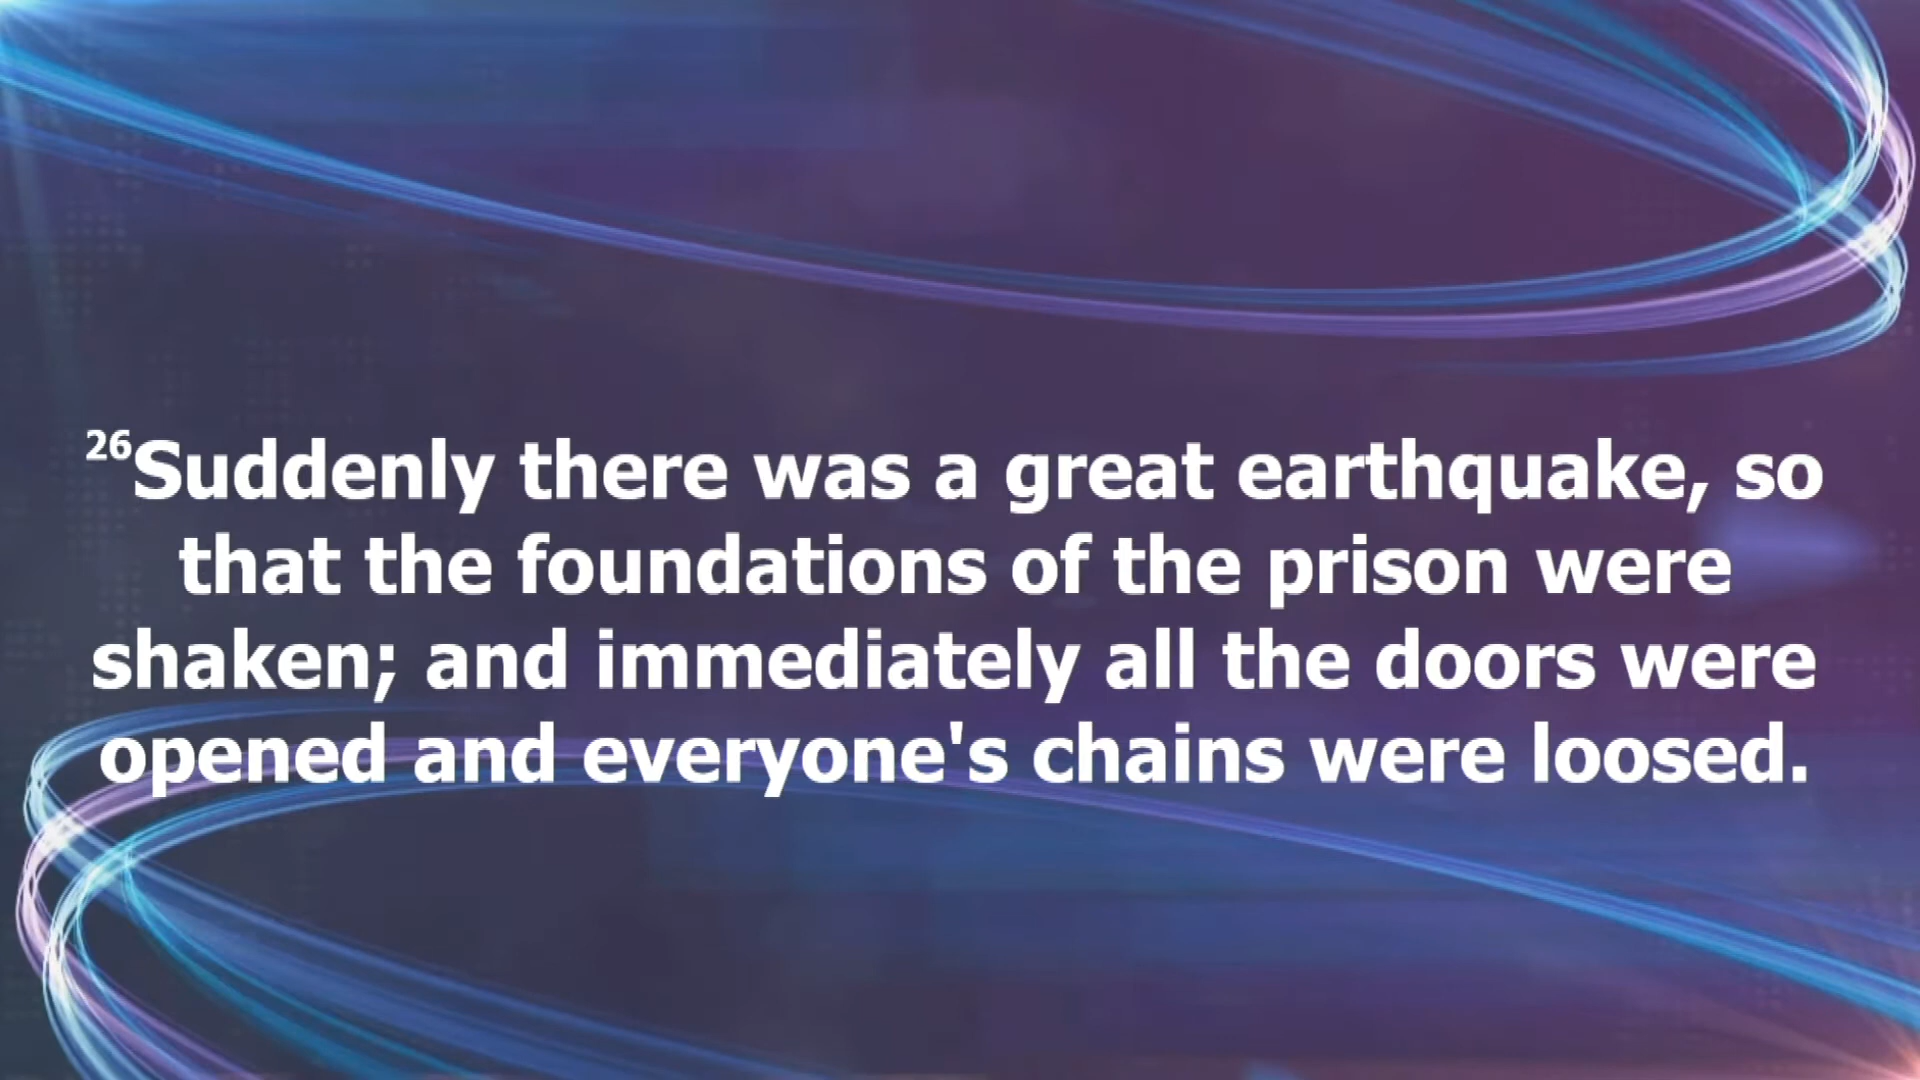 26Suddenly there was a great earthquake, so
that the foundations of the prison were
shaken; and immediately all the doors were
opened and everyone's chains were loosed.